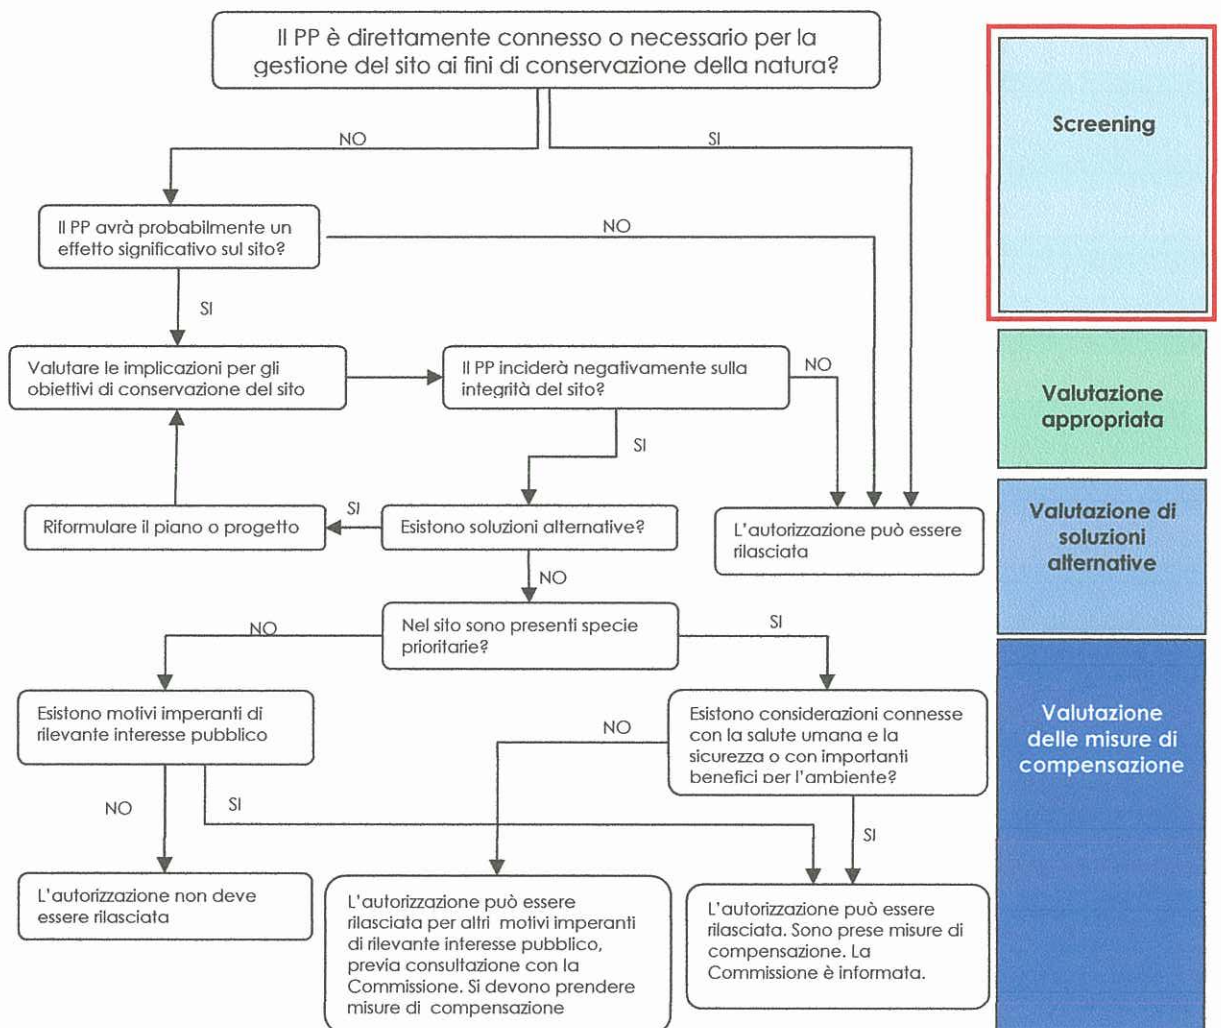 Il PP è direttamente connesso o necessario per la
gestione del sito ai fini di conservazione della natura?
Screening
NO
SI
Il PP avrà probabilmente un
effetto significativo sul sito?
NO
SI
Valutare le implicazioni per gli
obiettivi di conservazione del sito
Il PP inciderà negativamente sulla
integrità del sito?
NO
Valutazione
appropriata
SI
Riformulare il piano o progetto
SI
Esistono soluzioni alternative?
L'autorizzazione può essere
rilasciata
Valutazione di
soluzioni
alternative
NO
Nel sito sono presenti specie
prioritarie?
NO
SI
Esistono motivi imperanti di
rilevante interesse pubblico
Esistono considerazioni connesse
con la salute umana e la
sicurezza o con importanti
benefici per l'ambiente?
NO
Valutazione
delle misure di
compensazione
NO
SI
SI
L'autorizzazione non deve
essere rilasciata
L'autorizzazione può essere
rilasciata per altri motivi imperanti
di rilevante interesse pubblico,
previa consultazione con la
Commissione. Si devono prendere
misure di compensazione
L'autorizzazione può essere
rilasciata. Sono prese misure di
compensazione. La
Commissione è informata.